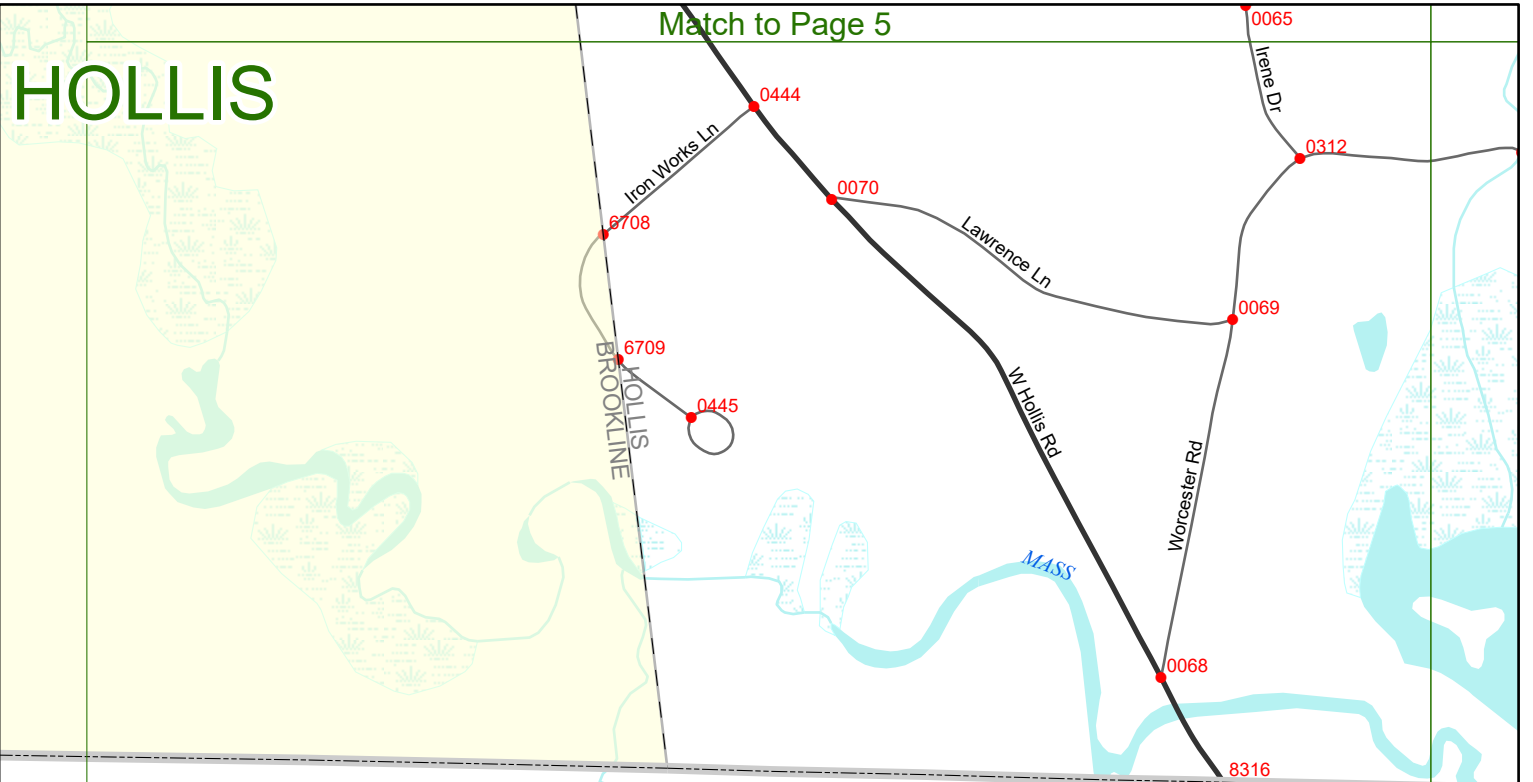 Match to Page 5
0065
HOLLIS
Irene Dr
0444
Iron Works Ln
0312
0070
6708
Lawrence Ln
0069
6709
HOLLIS
BROOKLINE
W Hollis Rd
0445
Worcester Rd
MASS
0068
8316